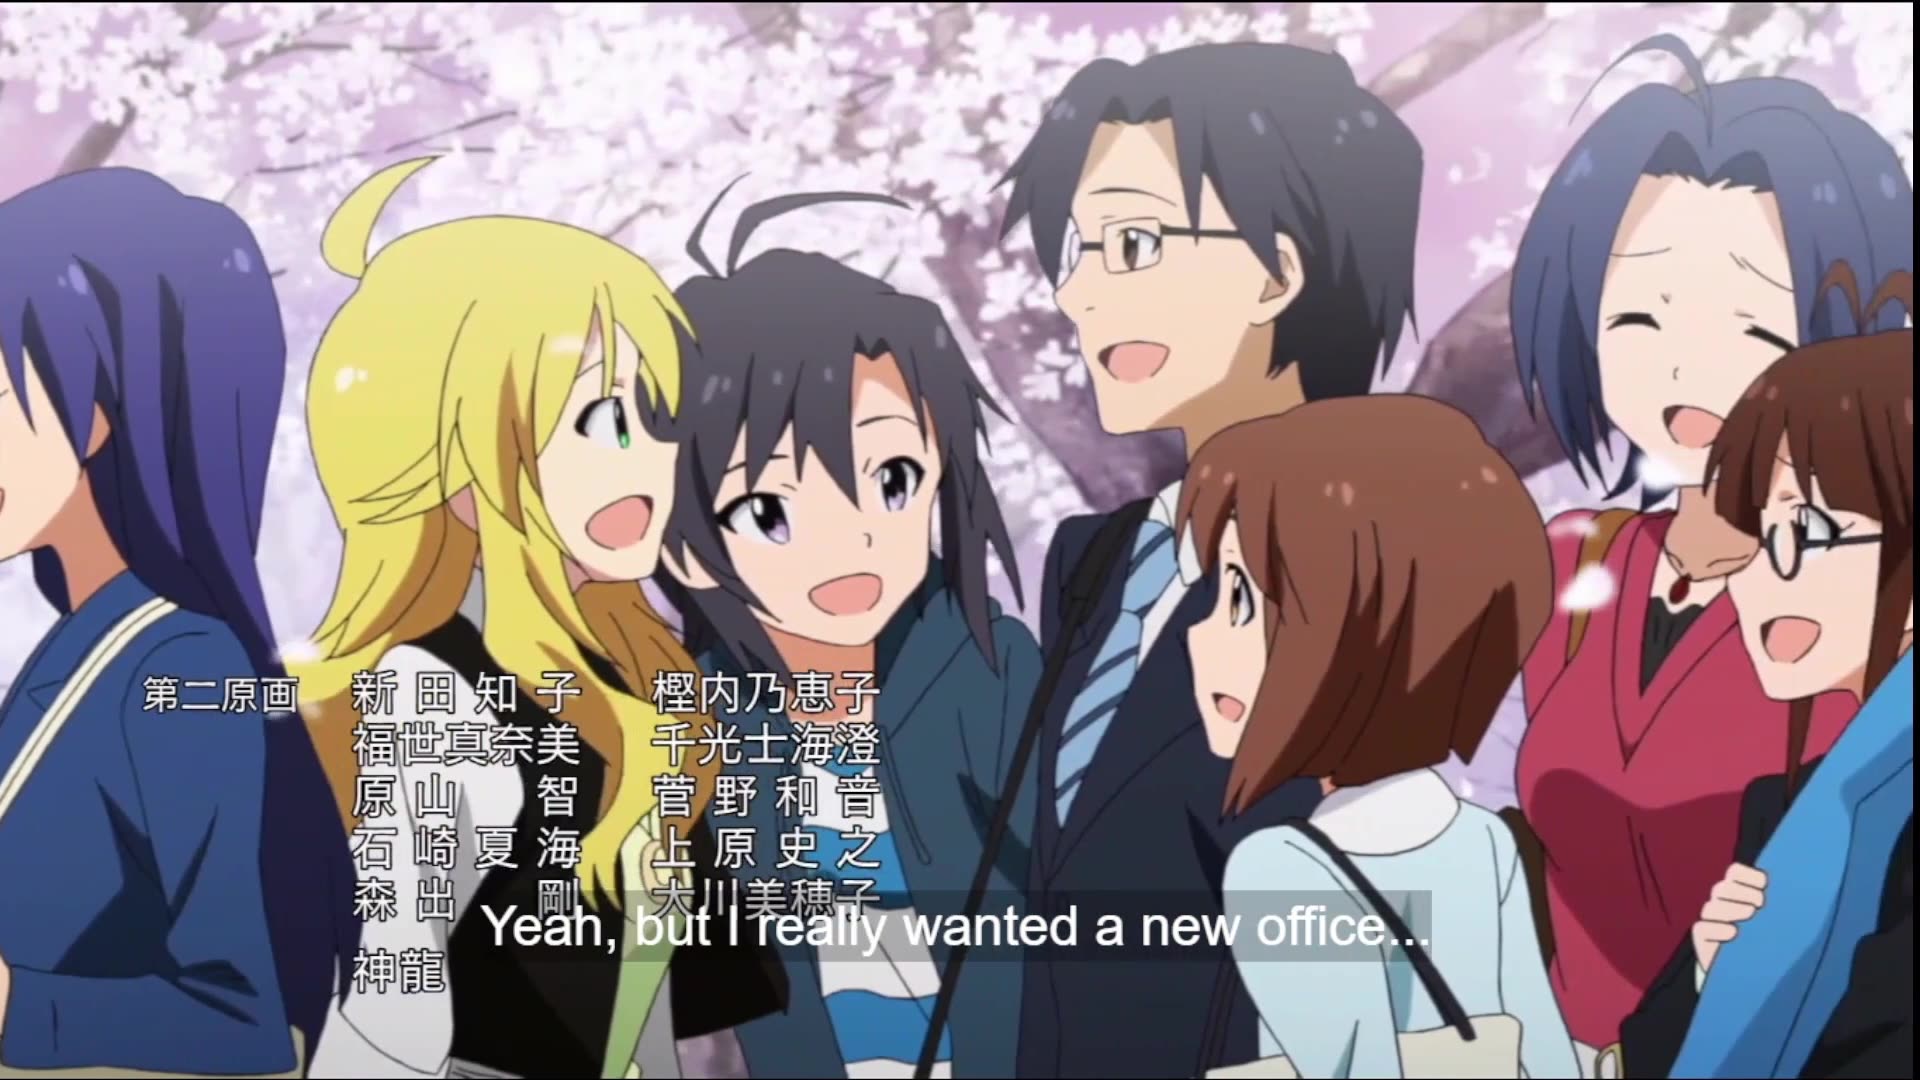 第二原画 新田知子 樫内乃恵子
福世真奈美 千光士海澄
原山智 菅野和音
石崎夏海 上原史之
森出剛 大川美穂子
Yeah, but I really wanted a new office...
神龍